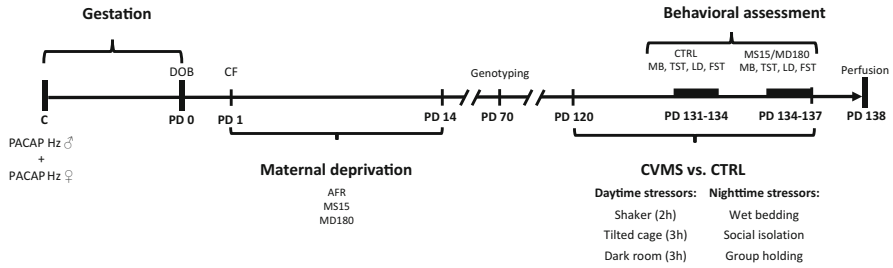 Gestation
Behavioral assessment
DOB
CF
Genotyping
CTRL
MB, TST, LD, FST
MS15/MD180
MB, TST, LD, FST
Perfusion
C
PD 0
PD 1
PD 14
PD 70
PD 120
PD 131-134
PD 134-137
PD 138
PACAP Hz ♂
+
PACAP Hz ♀
Maternal deprivation
AFR
MS15
MD180
CVMS vs. CTRL
Daytime stressors:
Shaker (2h)
Tilted cage (3h)
Dark room (3h)
Nighttime stressors:
Wet bedding
Social isolation
Group holding